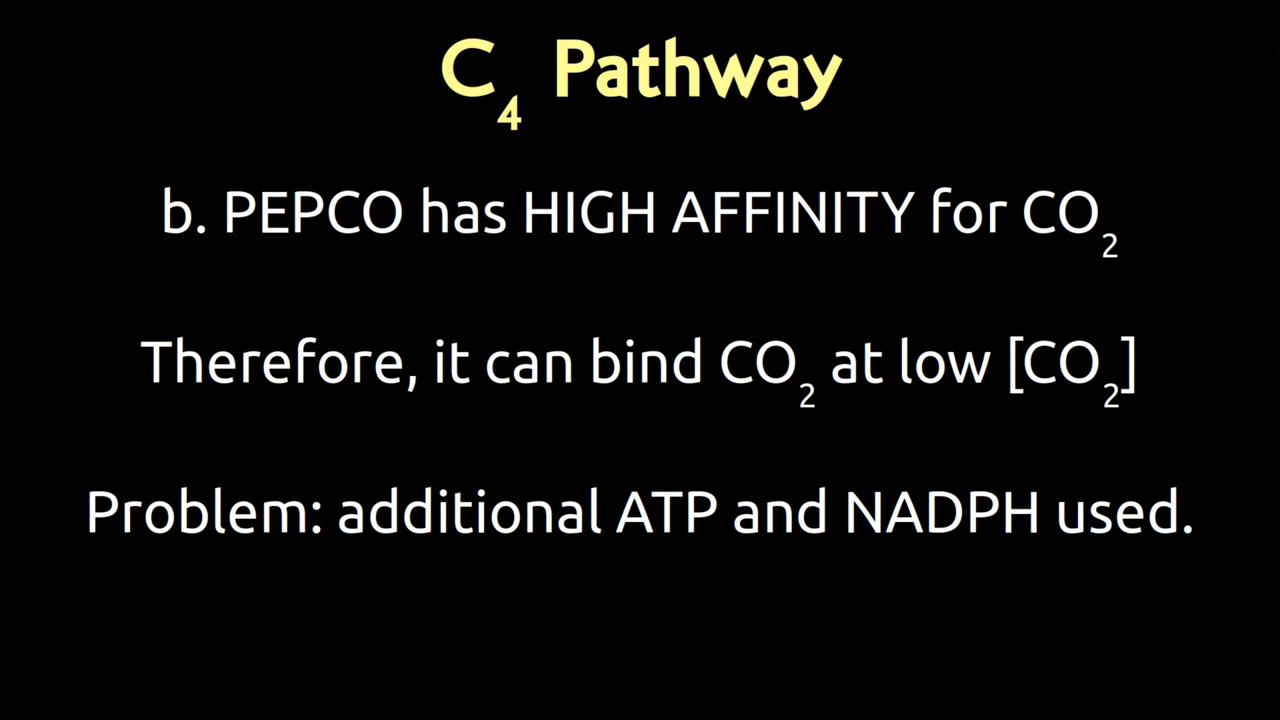 C₄ Pathway
b. PEPCO has HIGH AFFINITY for CO₂
Therefore, it can bind CO₂ at low [CO₂]
Problem: additional ATP and NADPH used.